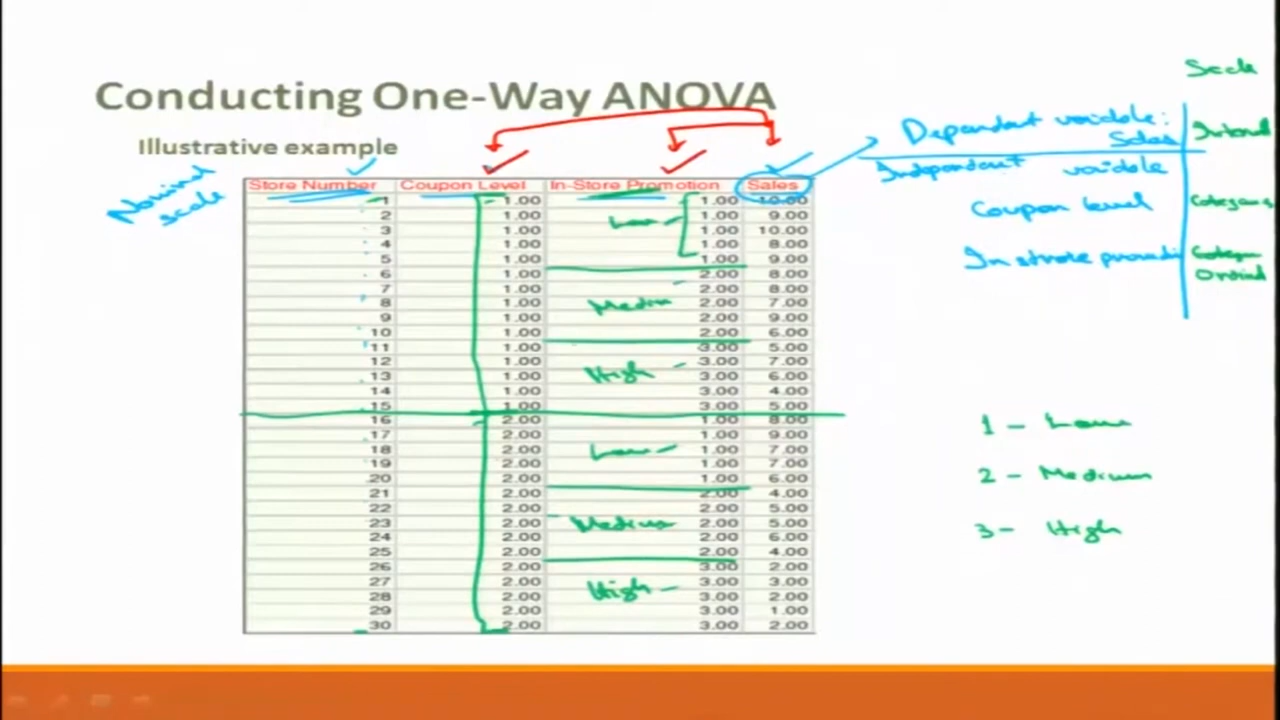 Scale
Conducting One-Way ANOVA
Dependent variable:
Sales
Illustrative example
Independent variable
Nominal scale
Coupon level
In store
Store Number Coupon Level In-Store Promotion Sales
1 1.00 1.00 10.00
2 1.00 1.00 9.00
3 1.00 1.00 10.00
4 1.00 1.00 8.00
5 1.00 1.00 9.00
6 1.00 2.00 8.00
7 1.00 2.00 8.00
8 1.00 2.00 7.00
9 1.00 2.00 9.00
10 1.00 2.00 6.00
11 1.00 3.00 5.00
12 1.00 3.00 7.00
13 1.00 3.00 6.00
14 1.00 3.00 4.00
15 1.00 3.00 5.00
16 2.00 1.00 8.00
17 2.00 1.00 9.00
18 2.00 1.00 7.00
19 2.00 1.00 7.00
20 2.00 1.00 6.00
21 2.00 2.00 4.00
22 2.00 2.00 5.00
23 2.00 2.00 5.00
24 2.00 2.00 6.00
25 2.00 2.00 4.00
26 2.00 3.00 2.00
27 2.00 3.00 3.00
28 2.00 3.00 2.00
29 2.00 3.00 1.00
30 2.00 3.00 2.00
Low
Medium
High
Low
Medium
High
1 - Low
2 - Medium
3 - High